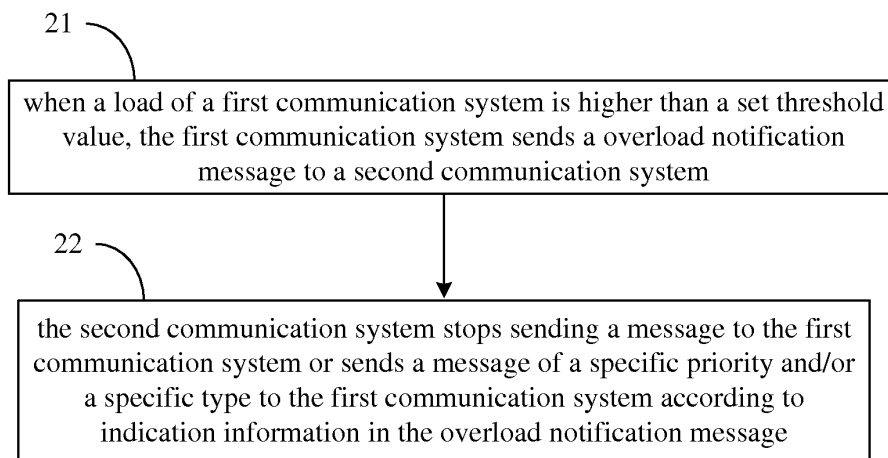 21
when a load of a first communication system is higher than a set threshold
value, the first communication system sends a overload notification
message to a second communication system
22
the second communication system stops sending a message to the first
communication system or sends a message of a specific priority and/or
a specific type to the first communication system according to
indication information in the overload notification message